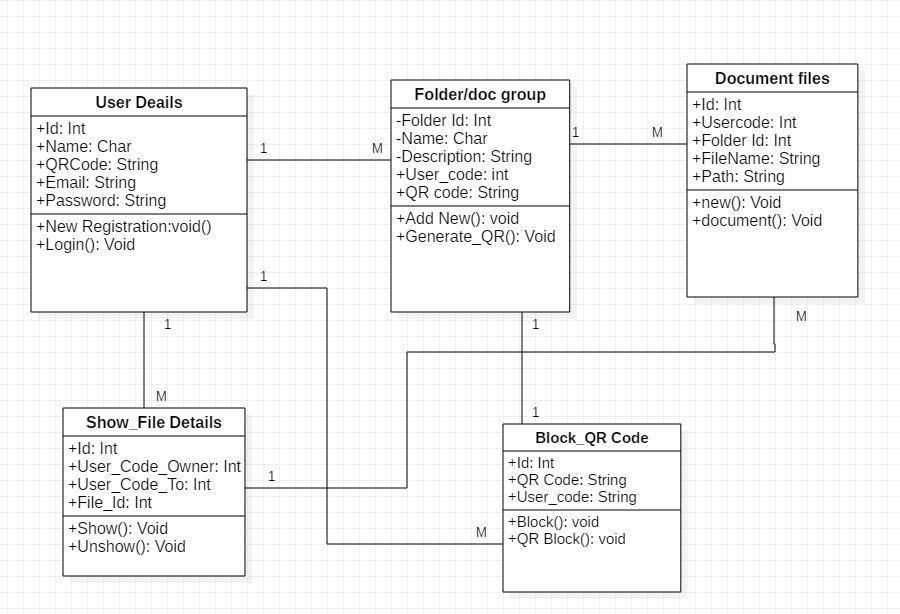 User Deails
+Id: Int
+Name: Char
+QRCode: String
+Email: String
+Password: String
+New Registration:void()
+Login(): Void
Folder/doc group
-Folder Id: Int
-Name: Char
-Description: String
+User_code: int
+QR code: String
+Add New(): void
+Generate_QR(): Void
Document files
+Id: Int
+Usercode: Int
+Folder Id: Int
+FileName: String
+Path: String
+new(): Void
+document(): Void
1
M
1
M
1
1
M
1
M
1
1
M
Show_File Details
+Id: Int
+User_Code_Owner: Int
+User_Code_To: Int
+File_Id: Int
+Show(): Void
+Unshow(): Void
Block_QR Code
+Id: Int
+QR Code: String
+User_code: String
+Block(): void
+QR Block(): void